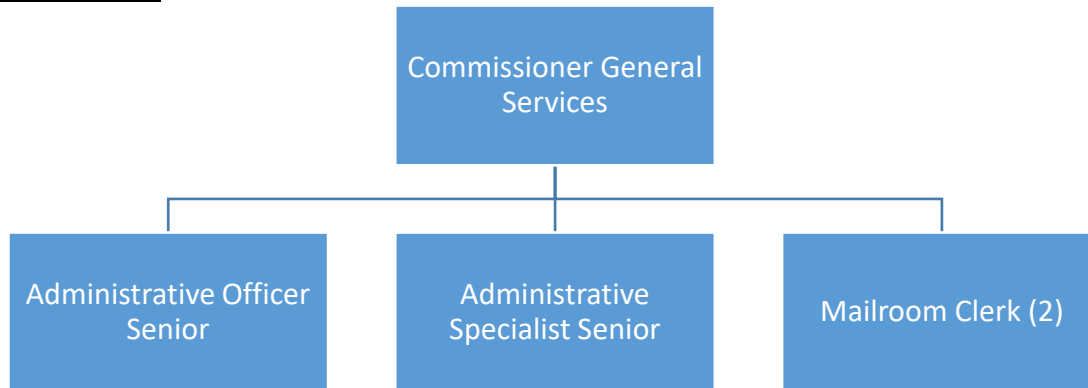 Commissioner General
Services
Administrative Officer
Senior
Administrative
Specialist Senior
Mailroom Clerk (2)